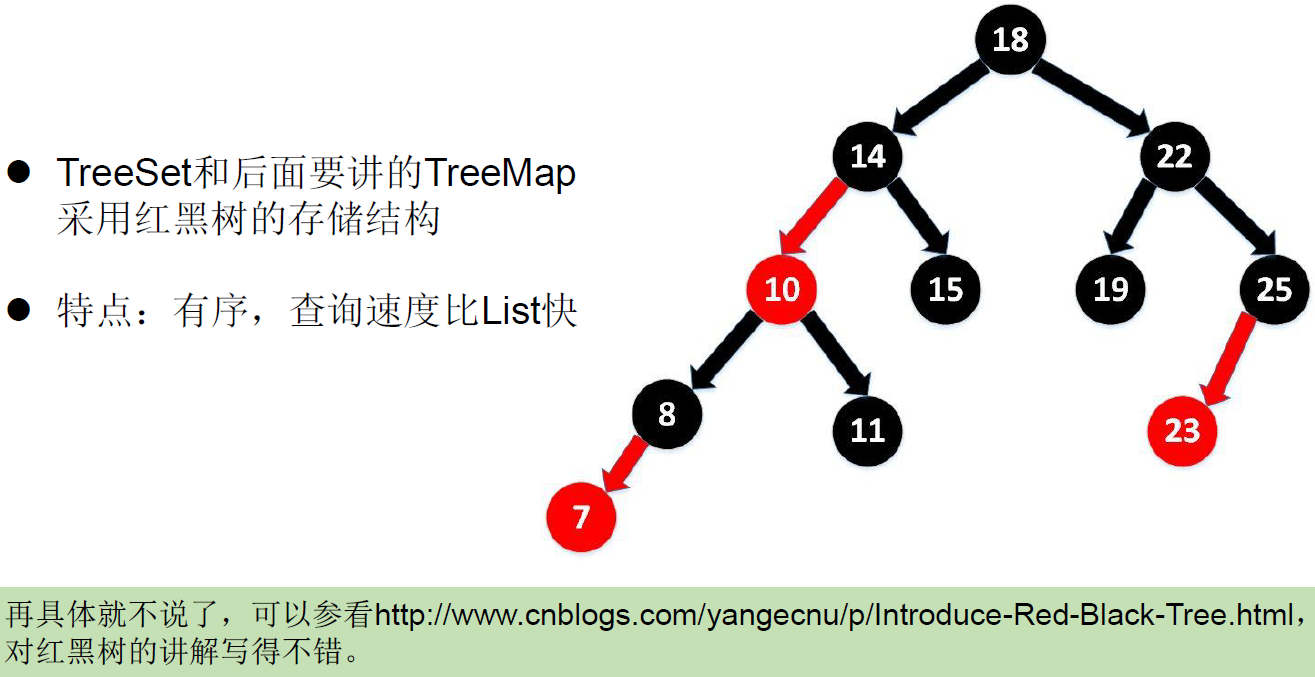 ● TreeSet和后面要讲的TreeMap
采用红黑树的存储结构
● 特点：有序，查询速度比List快
18
14
22
10
15
19
25
8
11
23
7
再具体就不说了，可以参看http://www.cnblogs.com/yangecnu/p/Introduce-Red-Black-Tree.html，
对红黑树的讲解写得不错。